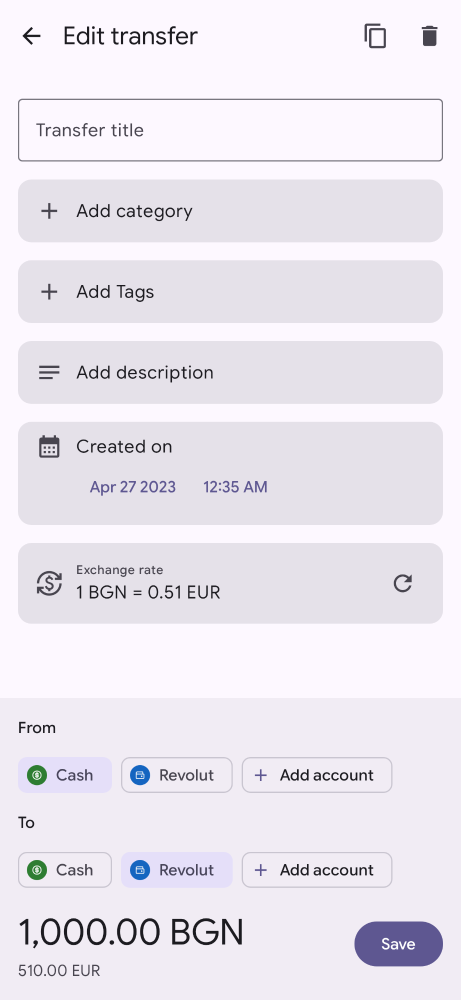 Edit transfer
Transfer title
Add category
Add Tags
Add description
Created on
Apr 27 2023 12:35 AM
Exchange rate
1 BGN = 0.51 EUR
From
Cash Revolut Add account
To
Cash Revolut Add account
1,000.00 BGN
Save
510.00 EUR